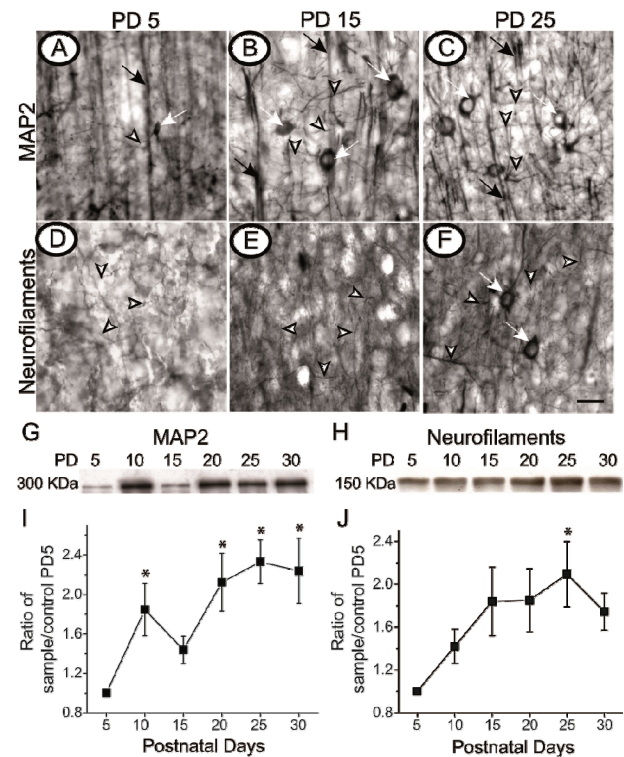 PD 5 PD 15 PD 25
MAP2
A B C
Neurofilaments
D E F
G MAP2
PD 5 10 15 20 25 30
300 KDa
H Neurofilaments
PD 5 10 15 20 25 30
150 KDa
I
Ratio of
sample/control PD5
2.4
2.0
1.6
1.2
0.8
* * * *
5 10 15 20 25 30
Postnatal Days
J
Ratio of
sample/control PD5
2.4
2.0
1.6
1.2
0.8
*
5 10 15 20 25 30
Postnatal Days